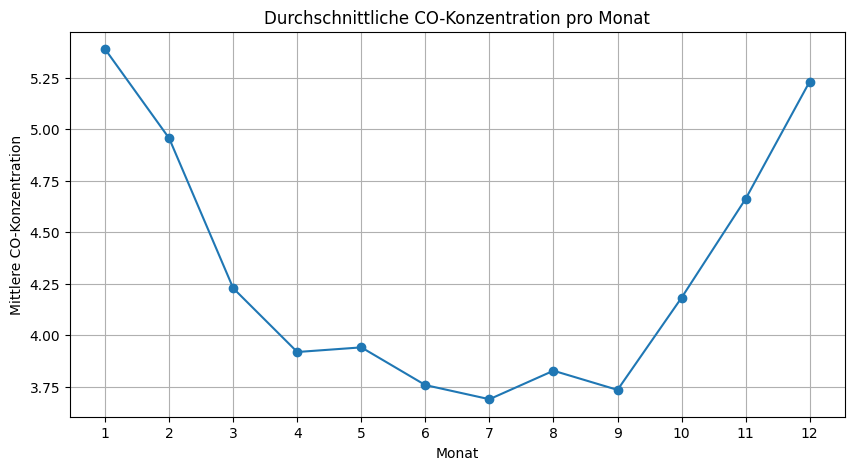 Durchschnittliche CO-Konzentration pro Monat
Mittlere CO-Konzentration
5.25
5.00
4.75
4.50
4.25
4.00
3.75
1 2 3 4 5 6 7 8 9 10 11 12
Monat